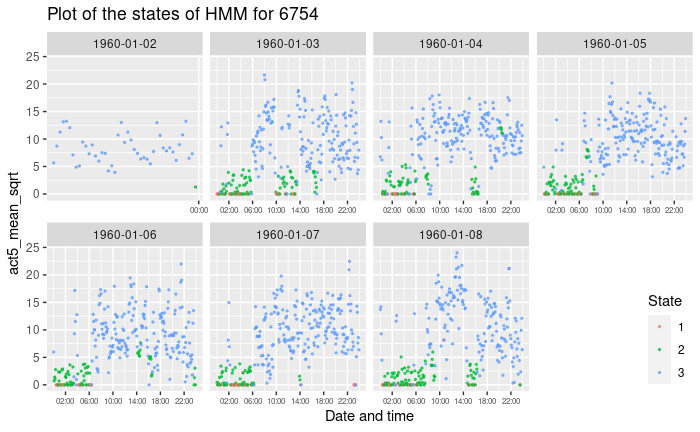 Plot of the states of HMM for 6754
1960-01-02 1960-01-03 1960-01-04 1960-01-05
25
20
15
10
5
0
00:00 02:00 06:00 10:00 14:00 18:00 22:00 02:00 06:00 10:00 14:00 18:00 22:00 02:00 06:00 10:00 14:00 18:00 22:00
act5_mean_sqrt
1960-01-06 1960-01-07 1960-01-08
25
20
15
10
5
0
02:00 06:00 10:00 14:00 18:00 22:00 02:00 06:00 10:00 14:00 18:00 22:00 02:00 06:00 10:00 14:00 18:00 22:00
Date and time
State
1
2
3